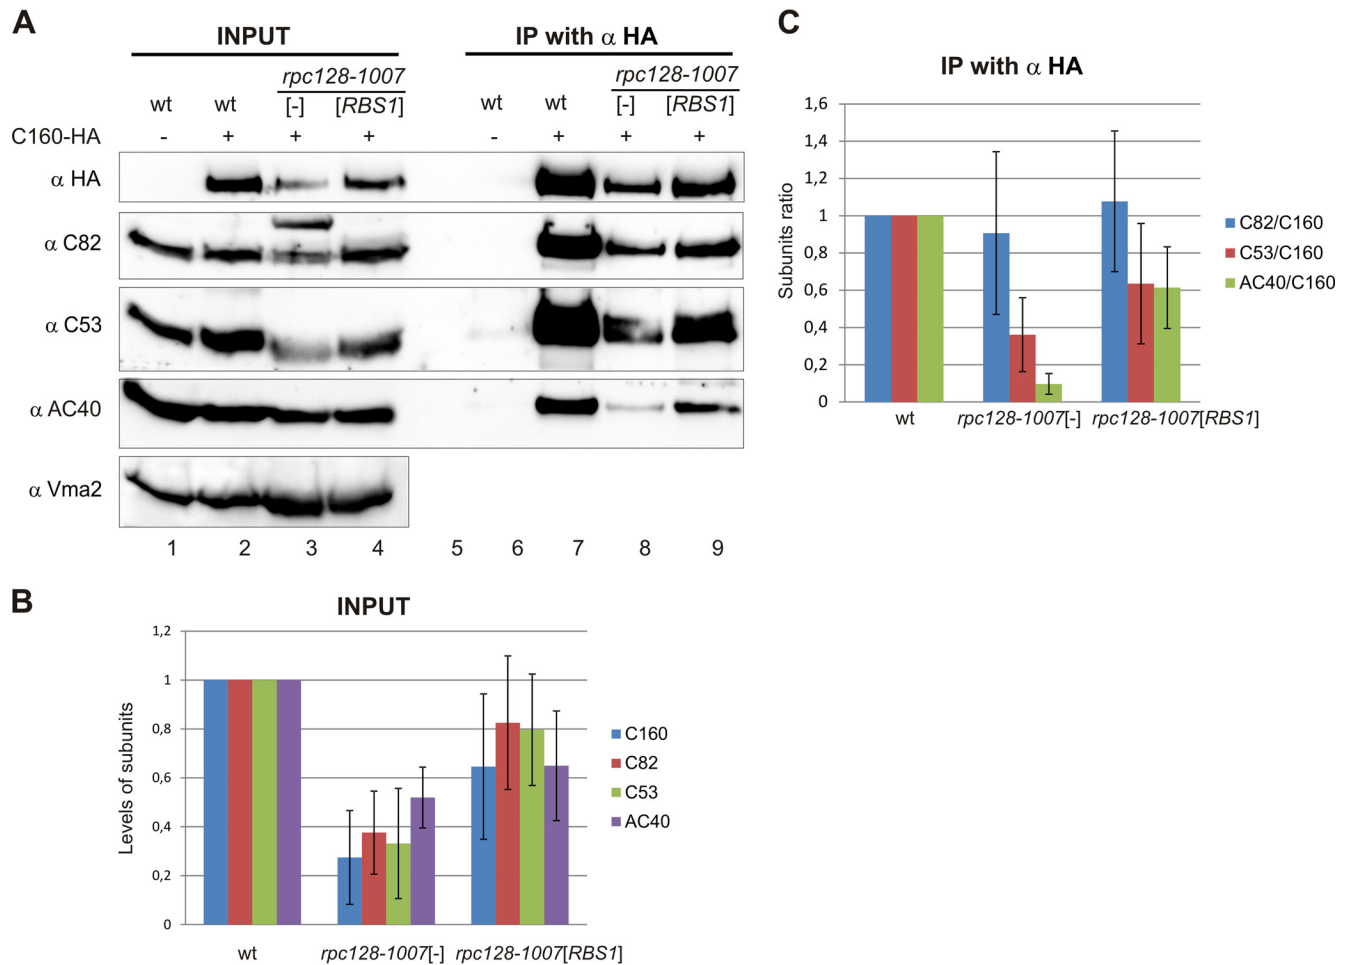 A
INPUT
IP with α HA
rpc128-1007
rpc128-1007
wt wt [-] [RBS1] wt wt [-] [RBS1]
C160-HA - + + + - + + +
α HA
α C82
α C53
α AC40
α Vma2
1 2 3 4 5 6 7 8 9
B
INPUT
Levels of subunits
1,2
1
0,8
0,6
0,4
0,2
0
wt rpc128-1007[-] rpc128-1007[RBS1]
C160
C82
C53
AC40
C
IP with α HA
Subunits ratio
1,6
1,4
1,2
1
0,8
0,6
0,4
0,2
0
wt rpc128-1007[-] rpc128-1007[RBS1]
C82/C160
C53/C160
AC40/C160